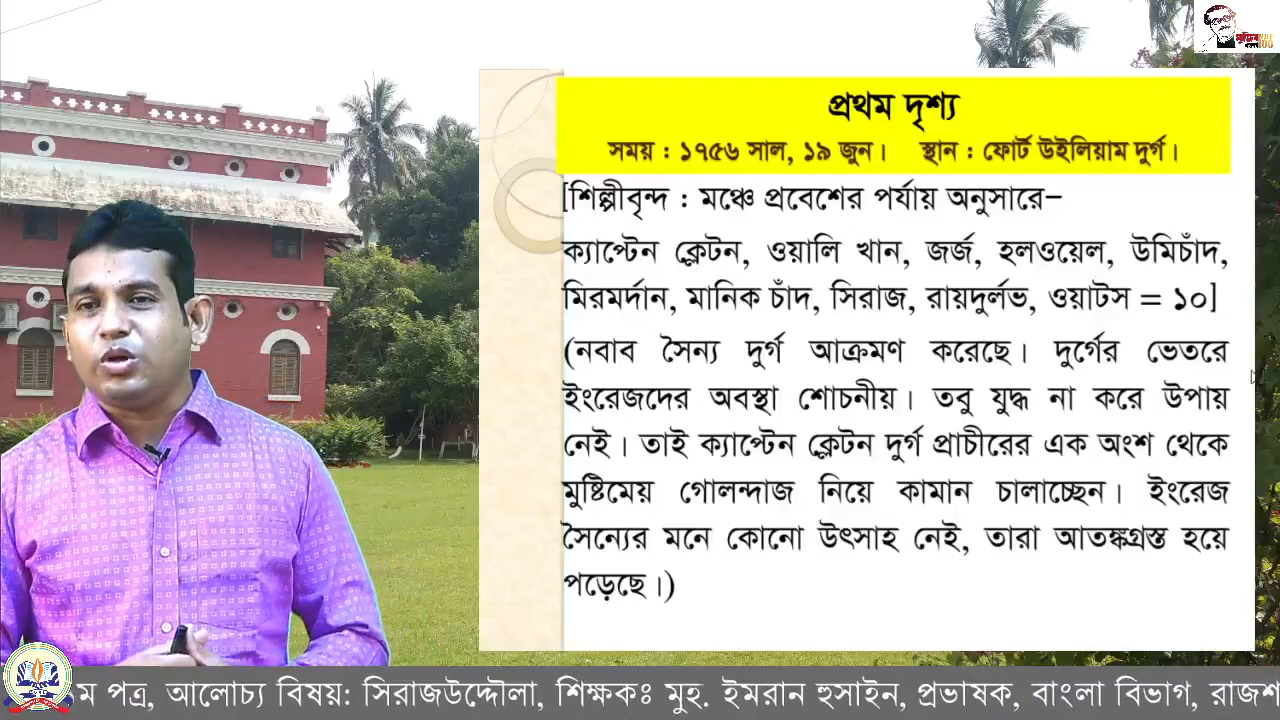 প্রথম দৃশ্য
সময় : ১৭৫৬ সাল, ১৯ জুন। স্থান : ফোর্ট উইলিয়াম দুর্গ।
[শিল্পীবৃন্দ : মঞ্চে প্রবেশের পর্যায় অনুসারে–
ক্যাপ্টেন ক্লেটন, ওয়ালি খান, জর্জ, হলওয়েল, উমিচাঁদ,
মিরমর্দান, মানিক চাঁদ, সিরাজ, রায়দুর্লভ, ওয়াটস = ১০]
(নবাব সৈন্য দুর্গ আক্রমণ করেছে। দুর্গের ভেতরে
ইংরেজদের অবস্থা শোচনীয়। তবু যুদ্ধ না করে উপায়
নেই। তাই ক্যাপ্টেন ক্লেটন দুর্গ প্রাচীরের এক অংশ থেকে
মুষ্টিমেয় গোলন্দাজ নিয়ে কামান চালাচ্ছেন। ইংরেজ
সৈন্যের মনে কোনো উৎসাহ নেই, তারা আতঙ্কগ্রস্ত হয়ে
পড়েছে।)
ম পত্র, আলোচ্য বিষয়: সিরাজউদ্দৌলা, শিক্ষকঃ মুহ. ইমরান হুসাইন, প্রভাষক, বাংলা বিভাগ, রাজশ